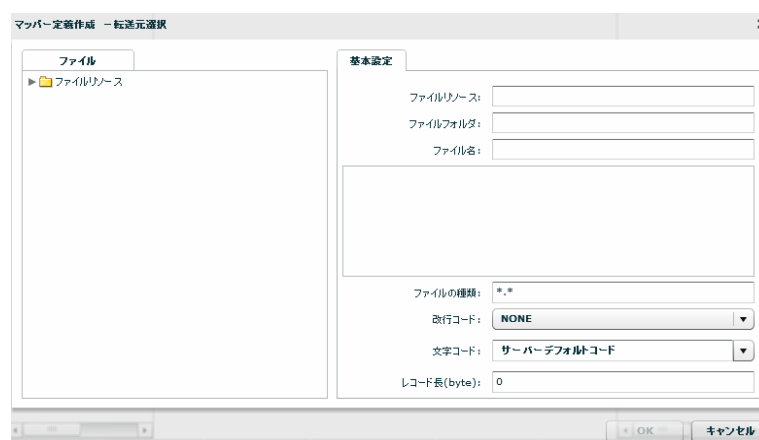 マッパー定義作成 －転送元選択
ファイル
ファイルリソース
基本設定
ファイルリソース:
ファイルフォルダ:
ファイル名:
ファイルの種類: *.*
改行コード: NONE
文字コード: サーバーデフォルトコード
レコード長(byte): 0
OK キャンセル